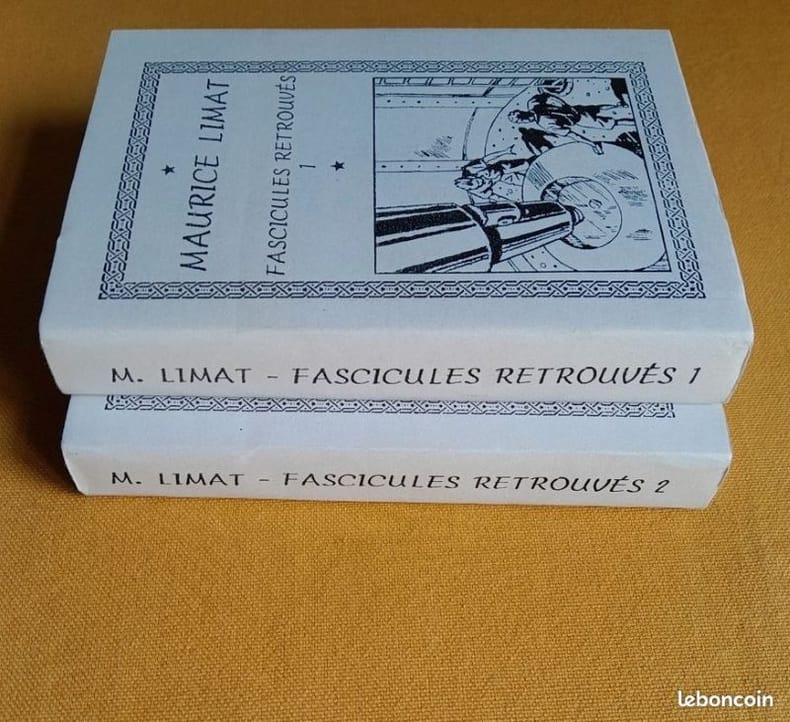 MAURICE LIMAT
FASCICULES RETROUVÉS
1
M. LIMAT - FASCICULES RETROUVÉS 1
M. LIMAT - FASCICULES RETROUVÉS 2
leboncoin